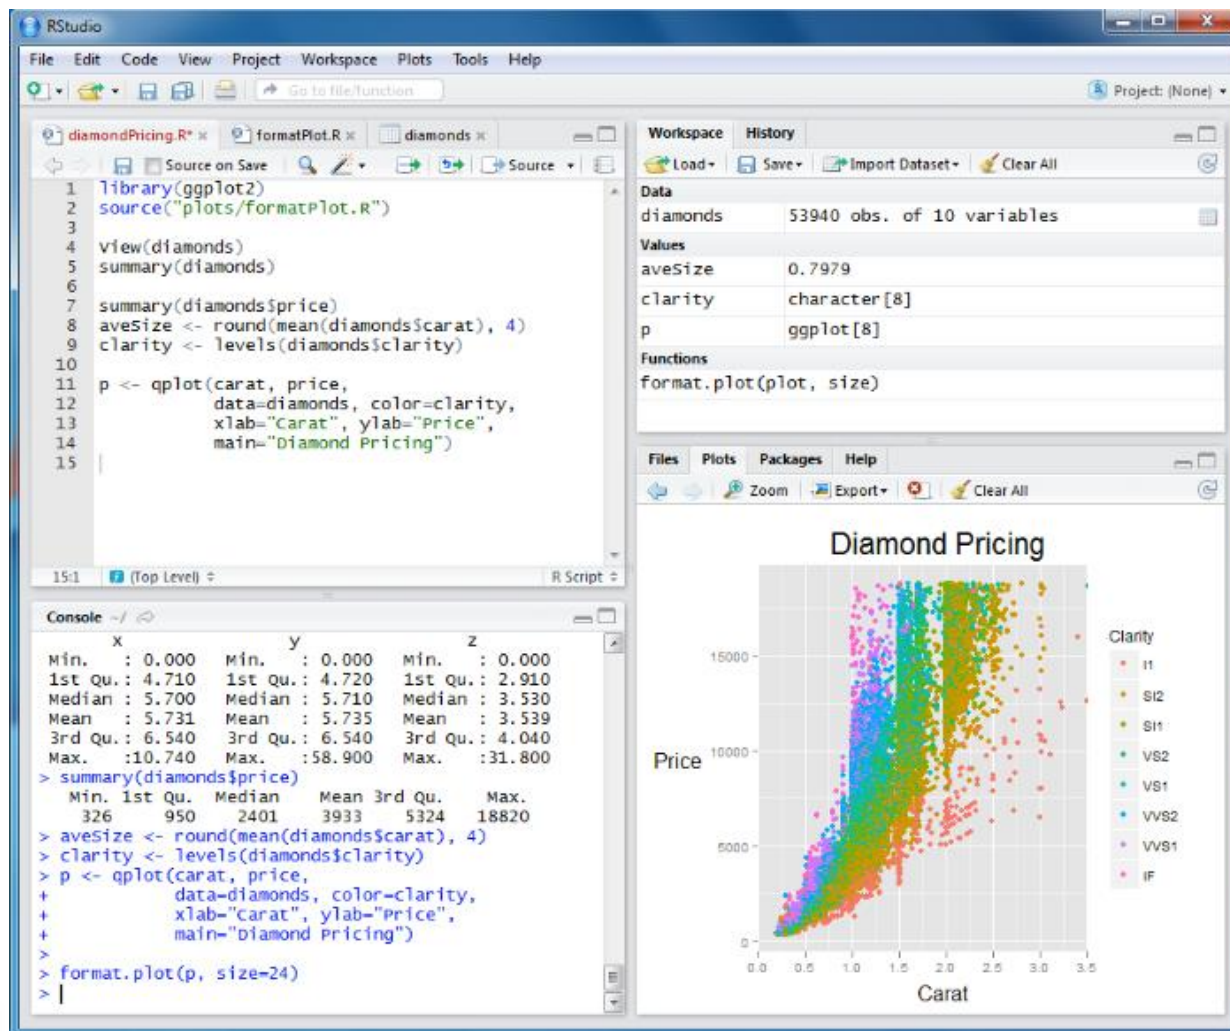 RStudio
File Edit Code View Project Workspace Plots Tools Help
Go to file/function
Project: (None)
diamondPricing.R* formatPlot.R diamonds
Source on Save Source
1 library(ggplot2)
2 source("plots/formatPlot.R")
3
4 View(diamonds)
5 summary(diamonds)
6
7 summary(diamonds$price)
8 aveSize <- round(mean(diamonds$carat), 4)
9 clarity <- levels(diamonds$clarity)
10
11 p <- qplot(carat, price,
12 data=diamonds, color=clarity,
13 xlab="Carat", ylab="Price",
14 main="Diamond Pricing")
15
15:1 (Top Level) R Script
Console ~/
x y z
Min. : 0.000 Min. : 0.000 Min. : 0.000
1st Qu.: 4.710 1st Qu.: 4.720 1st Qu.: 2.910
Median : 5.700 Median : 5.710 Median : 3.530
Mean : 5.731 Mean : 5.735 Mean : 3.539
3rd Qu.: 6.540 3rd Qu.: 6.540 3rd Qu.: 4.040
Max. :10.740 Max. :58.900 Max. :31.800
> summary(diamonds$price)
Min. 1st Qu. Median Mean 3rd Qu. Max.
326 950 2401 3933 5324 18820
> aveSize <- round(mean(diamonds$carat), 4)
> clarity <- levels(diamonds$clarity)
> p <- qplot(carat, price,
+ data=diamonds, color=clarity,
+ xlab="Carat", ylab="Price",
+ main="Diamond Pricing")
>
> format.plot(p, size=24)
>
Workspace History
Load Save Import Dataset Clear All
Data
diamonds 53940 obs. of 10 variables
Values
aveSize 0.7979
clarity character[8]
p ggplot[8]
Functions
format.plot(plot, size)
Files Plots Packages Help
Zoom Export Clear All
Diamond Pricing
Price
15000
10000
5000
0
0.0 0.5 1.0 1.5 2.0 2.5 3.0 3.5
Carat
Clarity
I1
SI2
SI1
VS2
VS1
VVS2
VVS1
IF